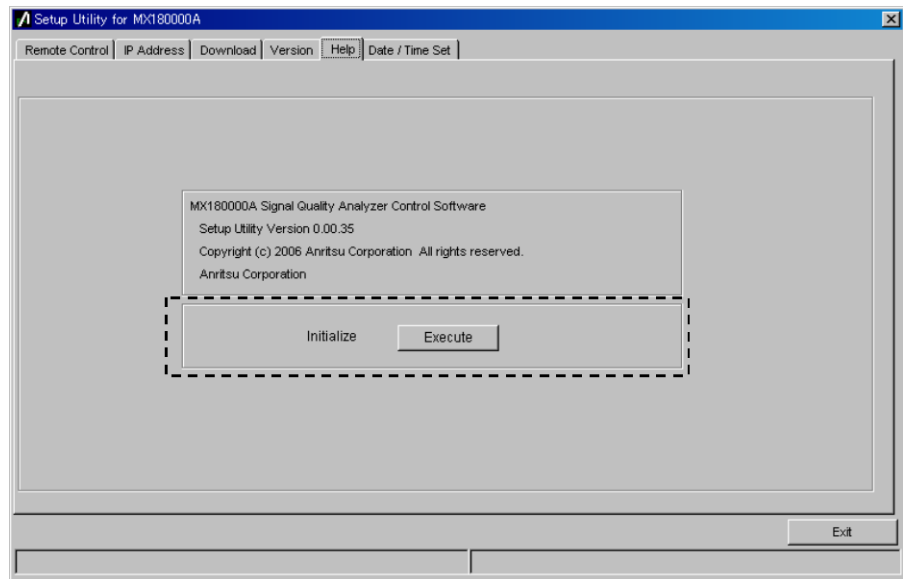 Setup Utility for MX180000A
Remote Control IP Address Download Version Help Date / Time Set
MX180000A Signal Quality Analyzer Control Software
Setup Utility Version 0.00.35
Copyright (c) 2006 Anritsu Corporation All rights reserved.
Anritsu Corporation
Initialize Execute
Exit